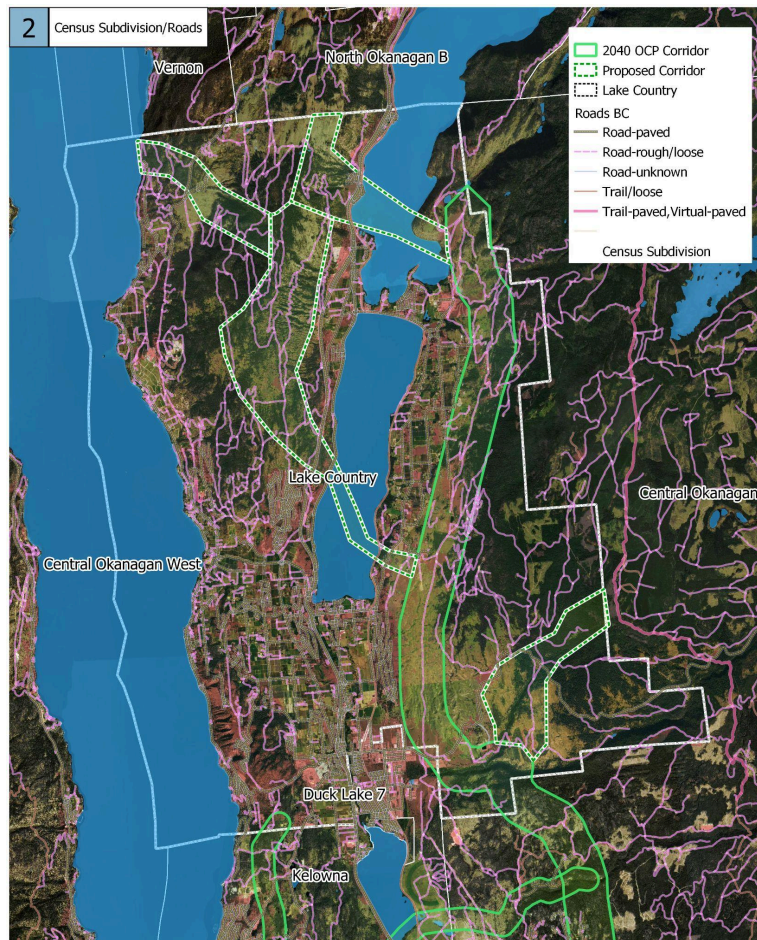 2
Census Subdivision/Roads
Vernon
North Okanagan B
2040 OCP Corridor
Proposed Corridor
Lake Country
Roads BC
Road-paved
Road-rough/loose
Road-unknown
Trail/loose
Trail-paved,Virtual-paved
Census Subdivision
Lake Country
Central Okanagan
Central Okanagan West
Duck Lake 7
Kelowna